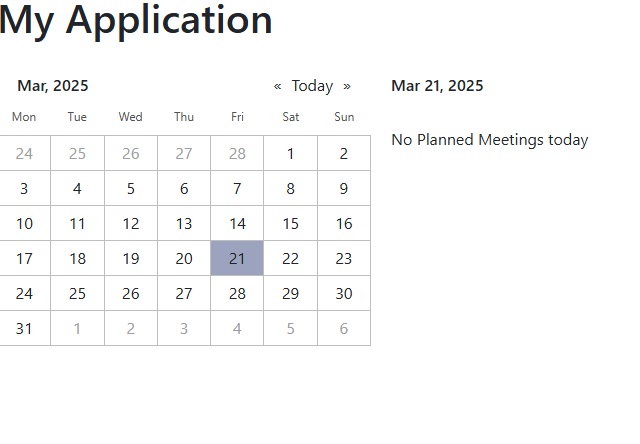 My Application
Mar, 2025 « Today »
Mon Tue Wed Thu Fri Sat Sun
24 25 26 27 28 1 2
3 4 5 6 7 8 9
10 11 12 13 14 15 16
17 18 19 20 21 22 23
24 25 26 27 28 29 30
31 1 2 3 4 5 6
Mar 21, 2025
No Planned Meetings today